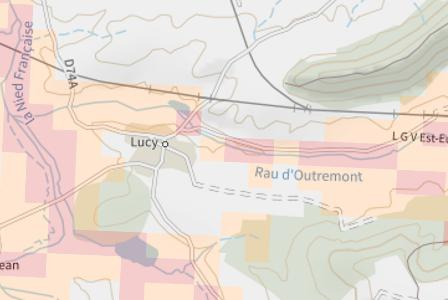 la Nied Française
D74A
L G V Est-Eu
Lucy
Rau d'Outremont
ean